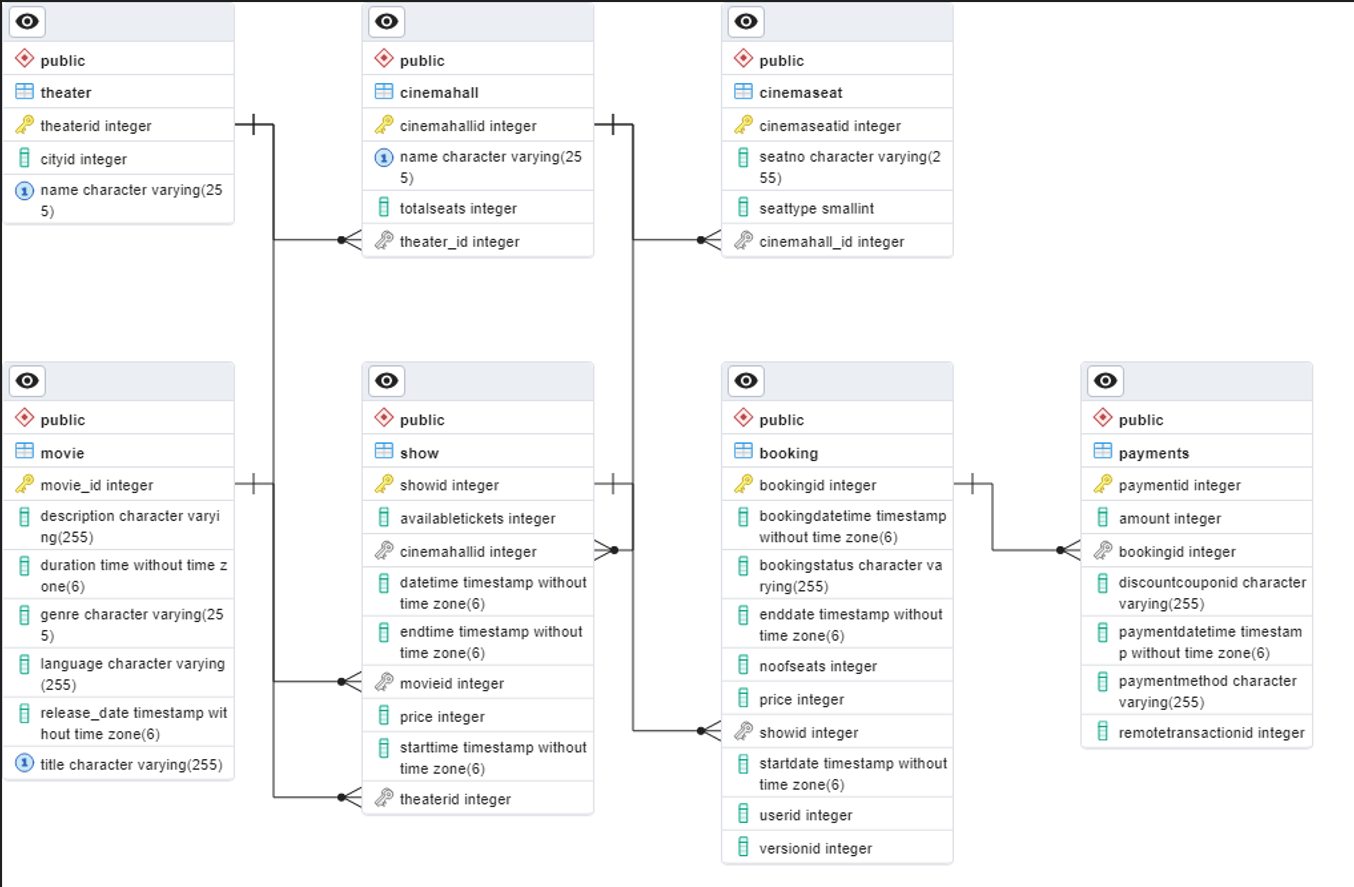 public
theater
theaterid integer
cityid integer
name character varying(25
5)
public
cinemahall
cinemahallid integer
1 name character varying(25
5)
totalseats integer
theater_id integer
public
cinemaseat
cinemaseatid integer
seatno character varying(2
55)
seattype smallint
cinemahall_id integer
public
movie
movie_id integer
description character varyi
ng(255)
duration time without time z
one(6)
genre character varying(25
5)
language character varying
(255)
release_date timestamp wit
hout time zone(6)
1 title character varying(255)
public
show
showid integer
availabletickets integer
cinemahallid integer
datetime timestamp without
time zone(6)
endtime timestamp without
time zone(6)
movieid integer
price integer
starttime timestamp without
time zone(6)
theaterid integer
public
booking
bookingid integer
bookingdatetime timestamp
without time zone(6)
bookingstatus character va
rying(255)
enddate timestamp without
time zone(6)
noofseats integer
price integer
showid integer
startdate timestamp without
time zone(6)
userid integer
versionid integer
public
payments
paymentid integer
amount integer
bookingid integer
discountcouponid character
varying(255)
paymentdatetime timestam
p without time zone(6)
paymentmethod character
varying(255)
remotetransactionid integer